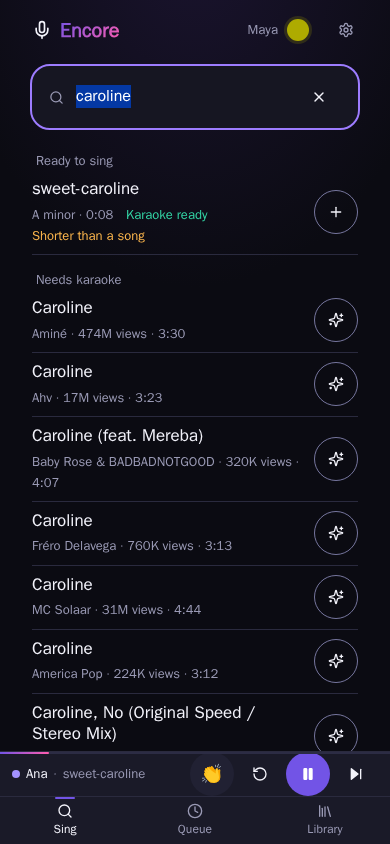 Encore
Maya
caroline
Ready to sing
sweet-caroline
A minor · 0:08 Karaoke ready
Shorter than a song
Needs karaoke
Caroline
Aminé · 474M views · 3:30
Caroline
Ahv · 17M views · 3:23
Caroline (feat. Mereba)
Baby Rose & BADBADNOTGOOD · 320K views ·
4:07
Caroline
Fréro Delavega · 760K views · 3:13
Caroline
MC Solaar · 31M views · 4:44
Caroline
America Pop · 224K views · 3:12
Caroline, No (Original Speed /
Stereo Mix)
Ana · sweet-caroline
Sing
Queue
Library